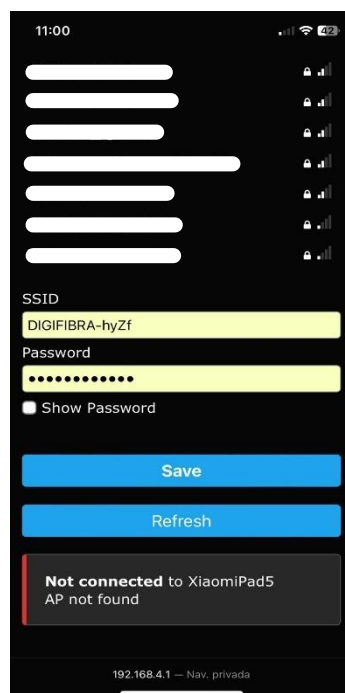 11:00
42
SSID
DIGIFIBRA-hyZf
Password
••••••••••••
Show Password
Save
Refresh
Not connected to XiaomiPad5
AP not found
192.168.4.1 — Nav. privada